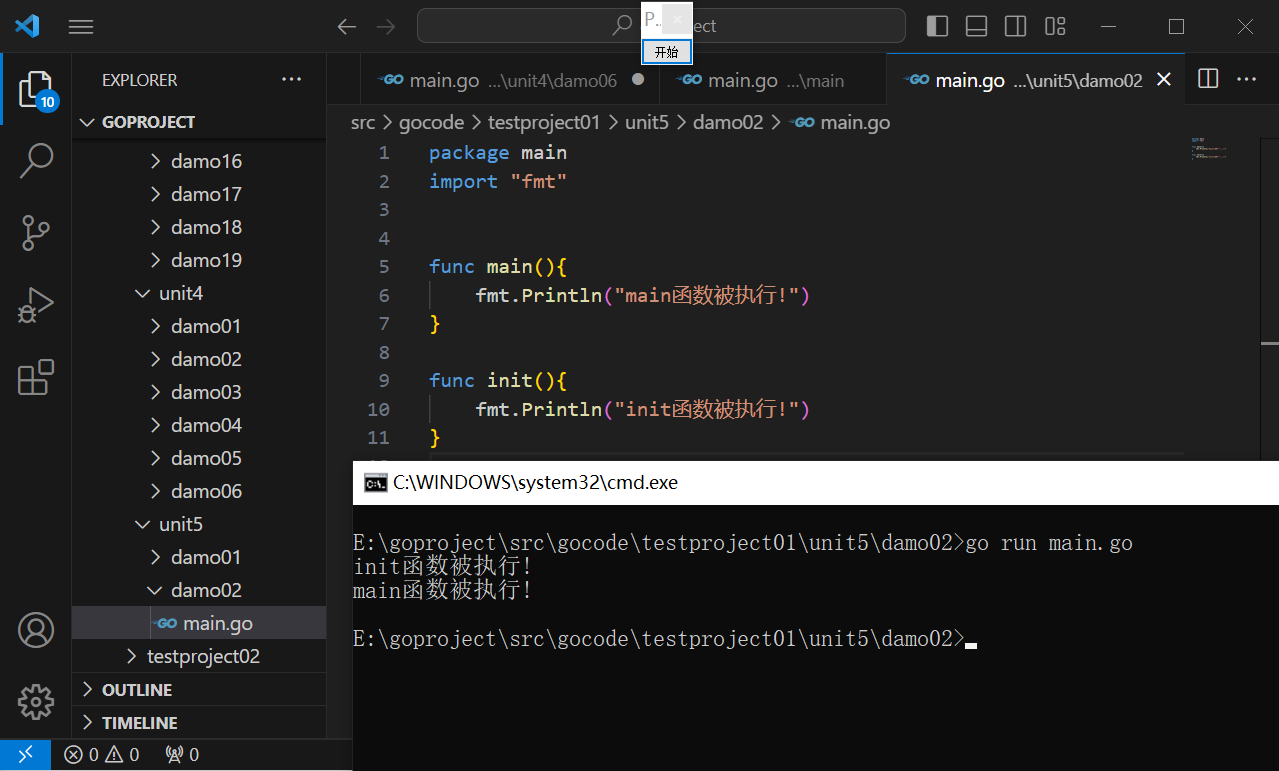 P..
ject
开始
EXPLORER
main.go ...\unit4\damo06
main.go ...\main
main.go ...\unit5\damo02
10
GOPROJECT
src > gocode > testproject01 > unit5 > damo02 > main.go
damo16
damo17
damo18
damo19
unit4
damo01
damo02
damo03
damo04
damo05
damo06
unit5
damo01
damo02
main.go
testproject02
OUTLINE
TIMELINE
0 0 0
1 package main
2 import "fmt"
3
4
5 func main(){
6 fmt.Println("main函数被执行!")
7 }
8
9 func init(){
10 fmt.Println("init函数被执行!")
11 }
C:\WINDOWS\system32\cmd.exe
E:\goproject\src\gocode\testproject01\unit5\damo02>go run main.go
init函数被执行!
main函数被执行!
E:\goproject\src\gocode\testproject01\unit5\damo02>